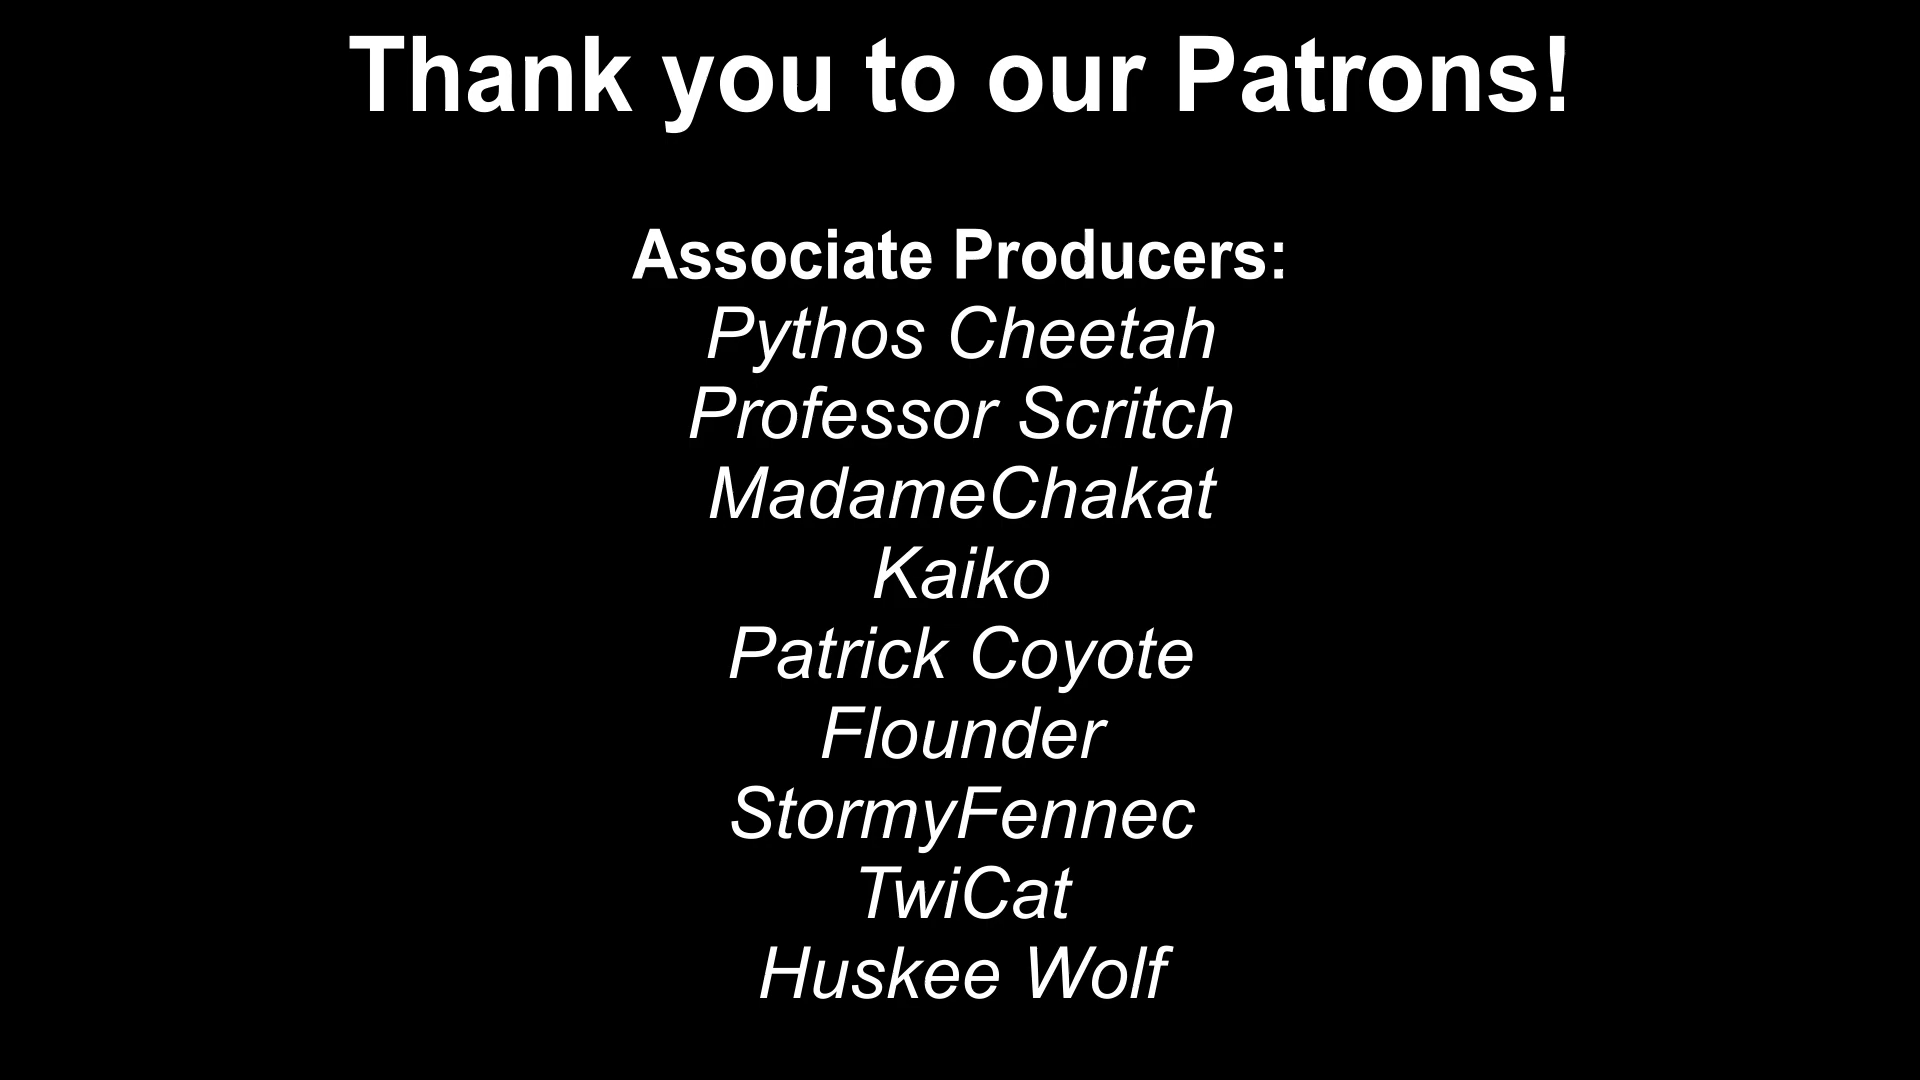 Thank you to our Patrons!
Associate Producers:
Pythos Cheetah
Professor Scritch
MadameChakat
Kaiko
Patrick Coyote
Flounder
StormyFennec
TwiCat
Huskee Wolf